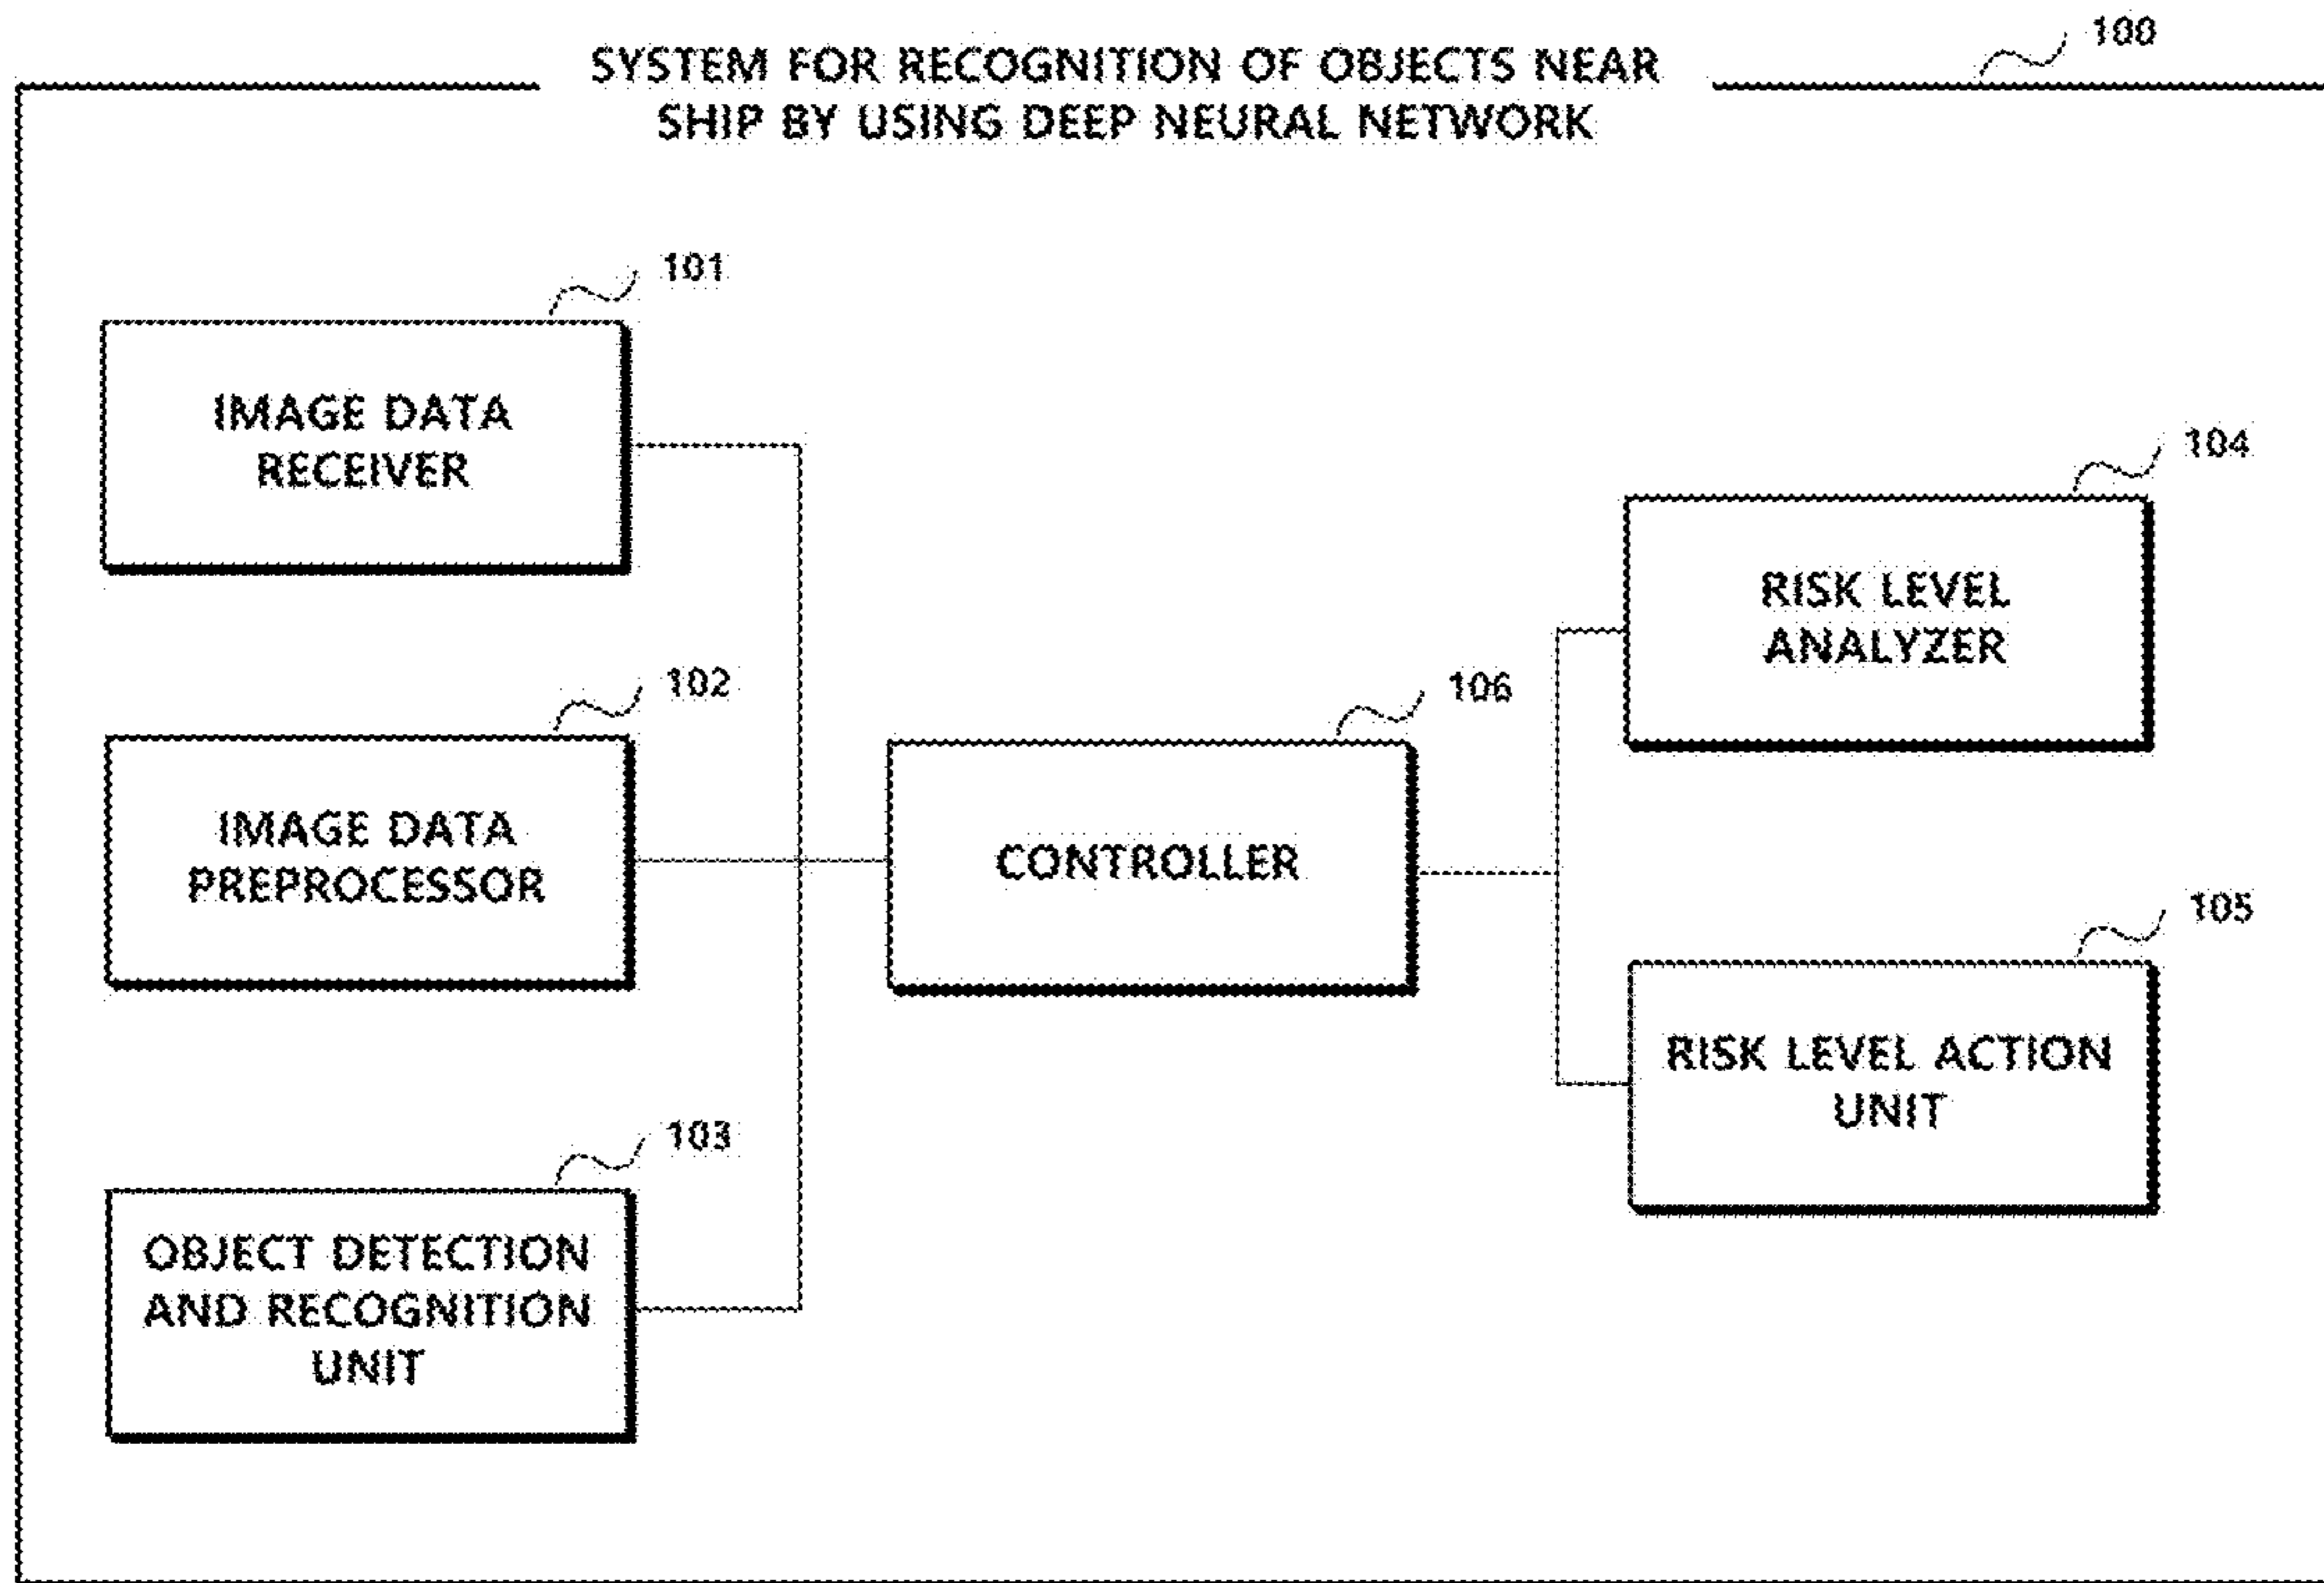 100
SYSTEM FOR RECOGNITION OF OBJECTS NEAR
SHIP BY USING DEEP NEURAL NETWORK
101
IMAGE DATA
RECEIVER
102
IMAGE DATA
PREPROCESSOR
103
OBJECT DETECTION
AND RECOGNITION
UNIT
106
CONTROLLER
104
RISK LEVEL
ANALYZER
105
RISK LEVEL ACTION
UNIT